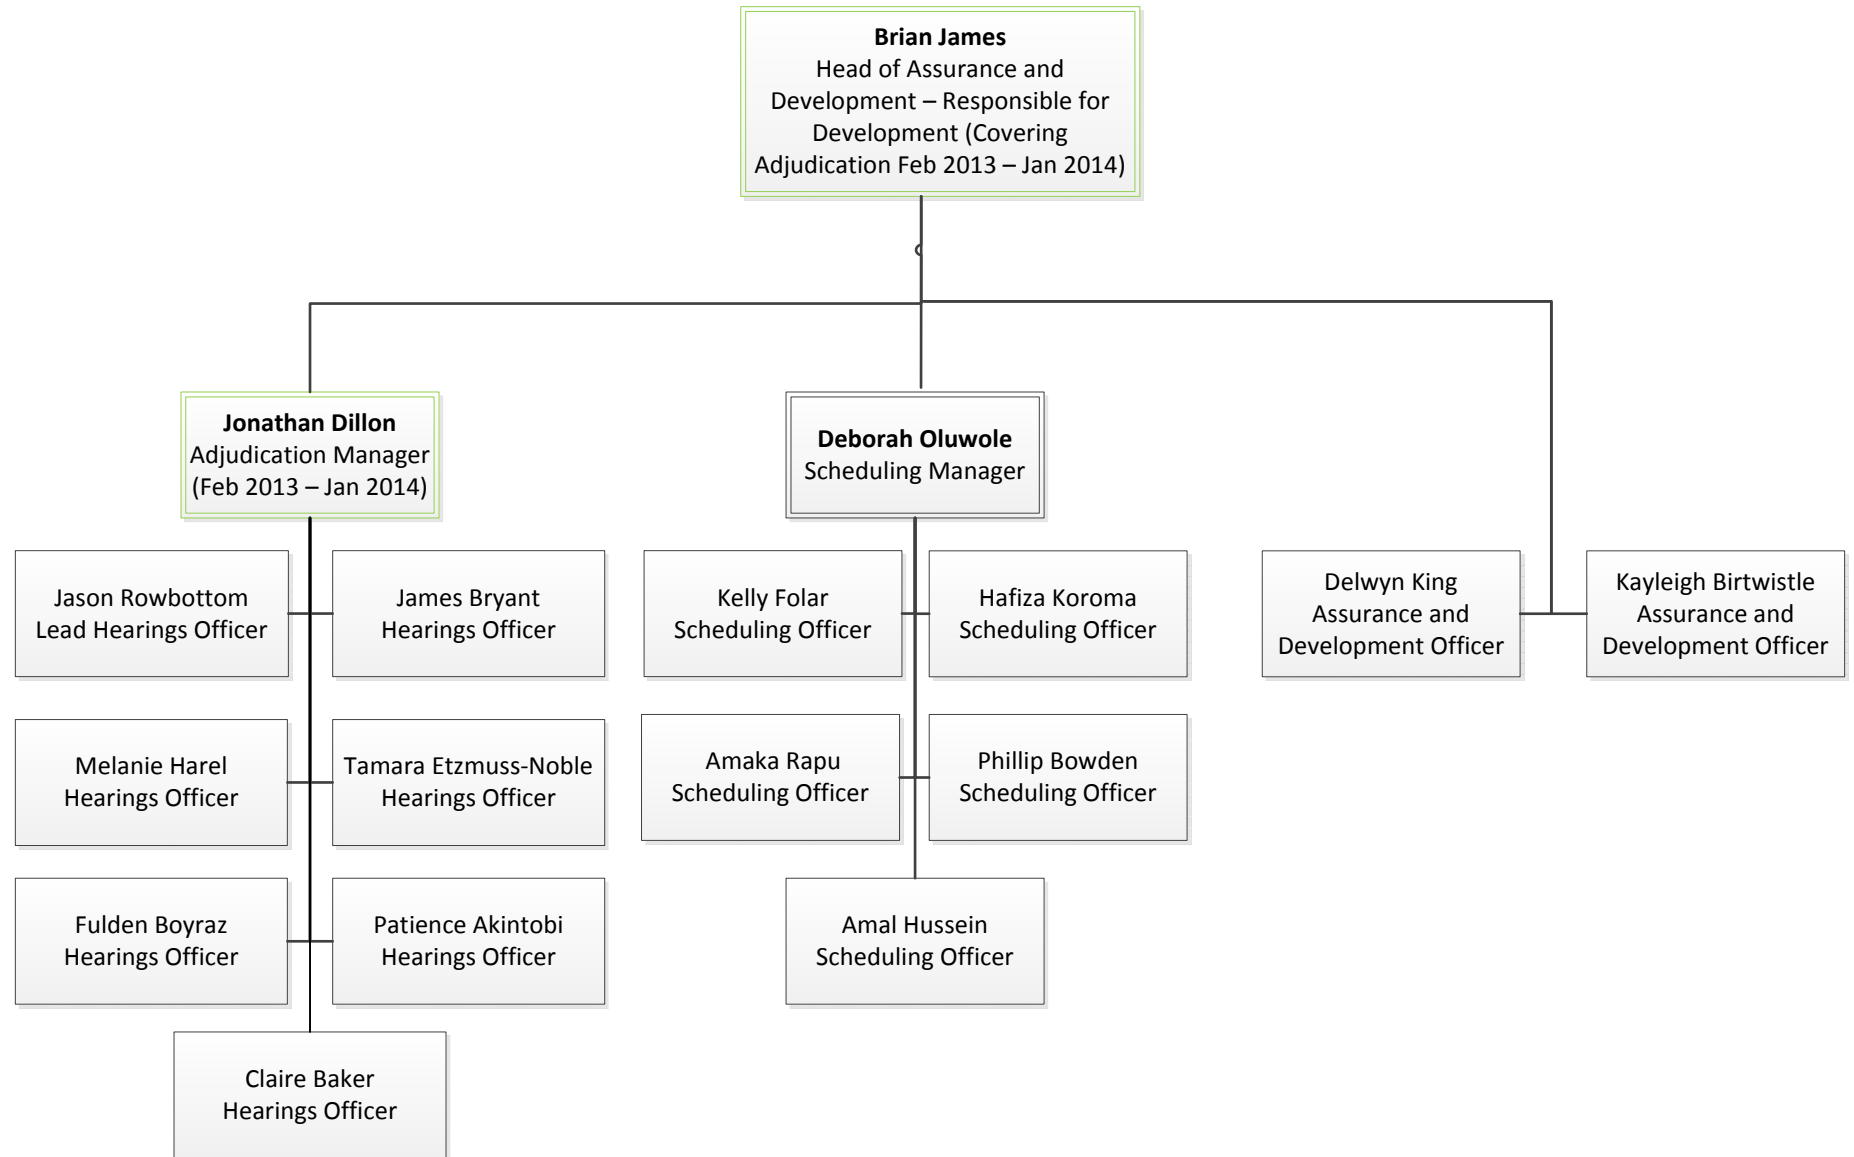 Brian James
Head of Assurance and
Development – Responsible for
Development (Covering
Adjudication Feb 2013 – Jan 2014)
Jonathan Dillon
Adjudication Manager
(Feb 2013 – Jan 2014)
Deborah Oluwole
Scheduling Manager
Jason Rowbottom
Lead Hearings Officer
James Bryant
Hearings Officer
Kelly Folar
Scheduling Officer
Hafiza Koroma
Scheduling Officer
Delwyn King
Assurance and
Development Officer
Kayleigh Birtwistle
Assurance and
Development Officer
Melanie Harel
Hearings Officer
Tamara Etzmuss-Noble
Hearings Officer
Amaka Rapu
Scheduling Officer
Phillip Bowden
Scheduling Officer
Fulden Boyraz
Hearings Officer
Patience Akintobi
Hearings Officer
Amal Hussein
Scheduling Officer
Claire Baker
Hearings Officer